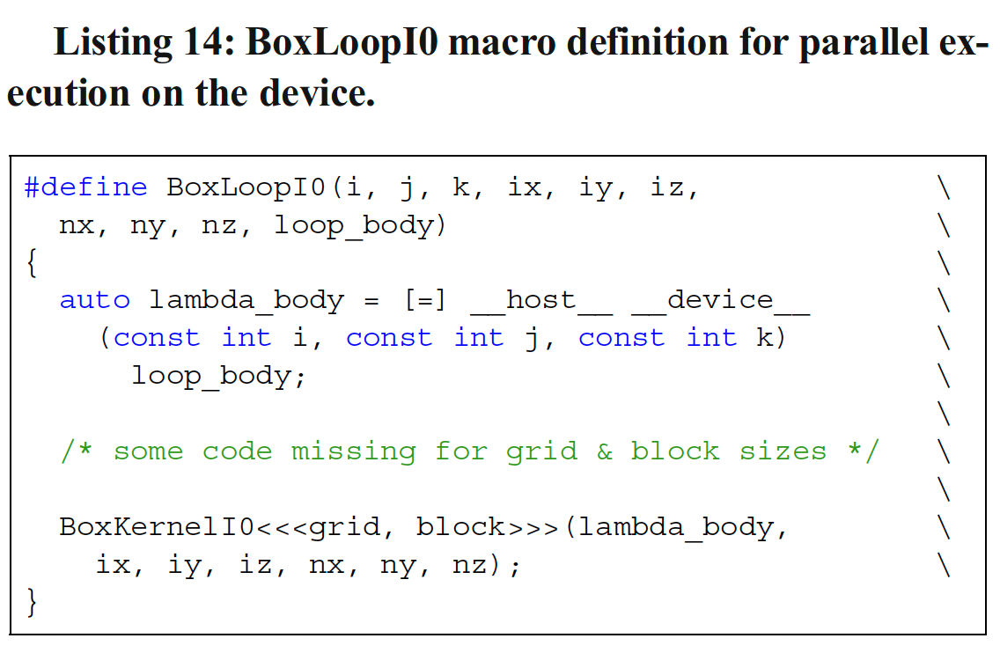 Listing 14: BoxLoopI0 macro definition for parallel ex-
ecution on the device.
#define BoxLoopI0(i, j, k, ix, iy, iz, \
  nx, ny, nz, loop_body) \
{ \
  auto lambda_body = [=] __host__ __device__ \
    (const int i, const int j, const int k) \
      loop_body; \
\
  /* some code missing for grid & block sizes */ \
\
  BoxKernelI0<<<grid, block>>>(lambda_body, \
    ix, iy, iz, nx, ny, nz); \
}